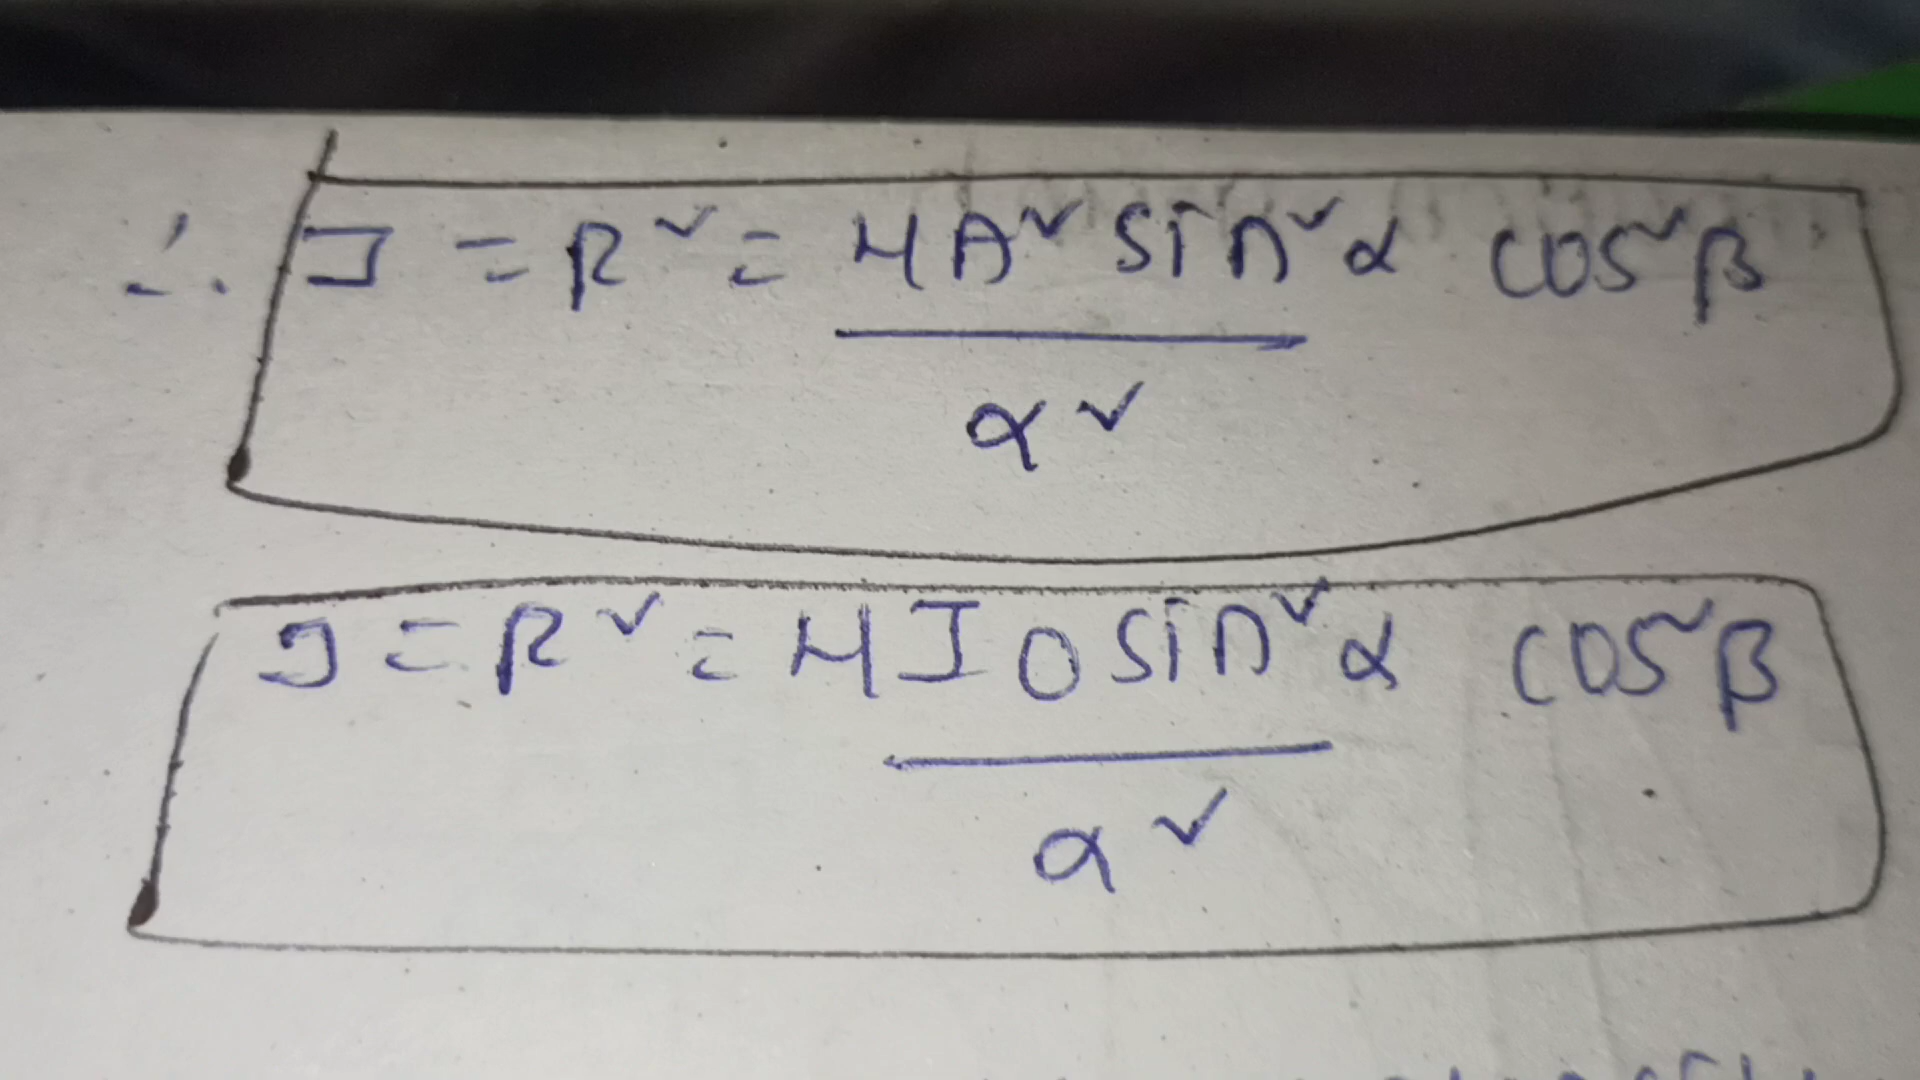 ∴ I = R² = 4A² sin²α cos²β
α²
I = R² = 4I0 sin²α cos²β
α²